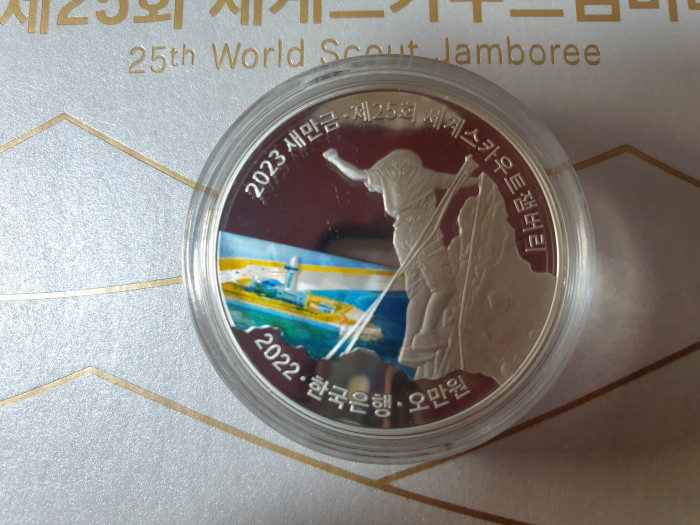 제25회 세계스카우트잼버리
25th World Scout Jamboree
2023 새만금·제25회 세계스카우트잼버리
2022·한국은행·오만원